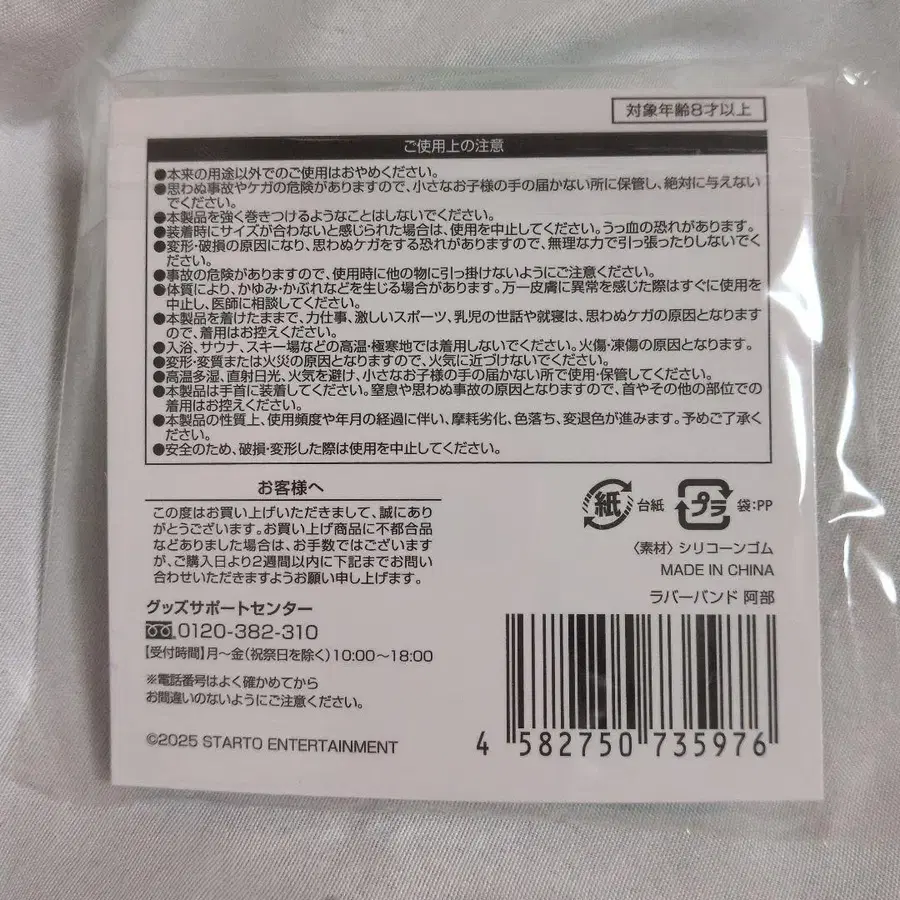 対象年齢8才以上
ご使用上の注意
●本来の用途以外でのご使用はおやめください。
●思わぬ事故やケガの危険がありますので、小さなお子様の手の届かない所に保管し、絶対に与えない
でください。
●本製品を強く巻きつけるようなことはしないでください。
●装着時にサイズが合わないと感じられた場合は、使用を中止してください。うっ血の恐れがあります。
●変形・破損の原因になり、思わぬケガをする恐れがありますので、無理な力で引っ張ったりしないでく
ださい。
●事故の危険がありますので、使用時に他の物に引っ掛けないようにご注意ください。
●体質により、かゆみ・かぶれなどを生じる場合があります。万一皮膚に異常を感じた際はすぐに使用を
中止し、医師に相談してください。
●本製品を着けたままで、力仕事、激しいスポーツ、乳児の世話や就寝は、思わぬケガの原因となります
ので、着用はお控えください。
●入浴、サウナ、スキー場などの高温・極寒地では着用しないでください。火傷・凍傷の原因となります。
●変形・変質または火災の原因となりますので、火気に近づけないでください。
●高温多湿、直射日光、火気を避け、小さなお子様の手の届かない所で使用・保管してください。
●本製品は手首に装着してください。窒息や思わぬ事故の原因となりますので、首やその他の部位での
着用はお控えください。
●本製品の性質上、使用頻度や年月の経過に伴い、摩耗劣化、色落ち、変退色が進みます。予めご了承く
ださい。
●安全のため、破損・変形した際は使用を中止してください。
お客様へ
この度はお買い上げいただきまして、誠にあり
がとうございます。お買い上げ商品に不都合品
などありました場合は、お手数ではございます
が、ご購入日より2週間以内に下記までお問い
合わせいただきますようお願い申し上げます。
グッズサポートセンター
0120-382-310
【受付時間】月〜金(祝祭日を除く)10:00〜18:00
※電話番号はよく確かめてから
お間違いのないようにご注意ください。
©2025 STARTO ENTERTAINMENT
紙 台紙 プラ 袋:PP
〈素材〉シリコーンゴム
MADE IN CHINA
ラバーバンド 阿部
4 582750 735976